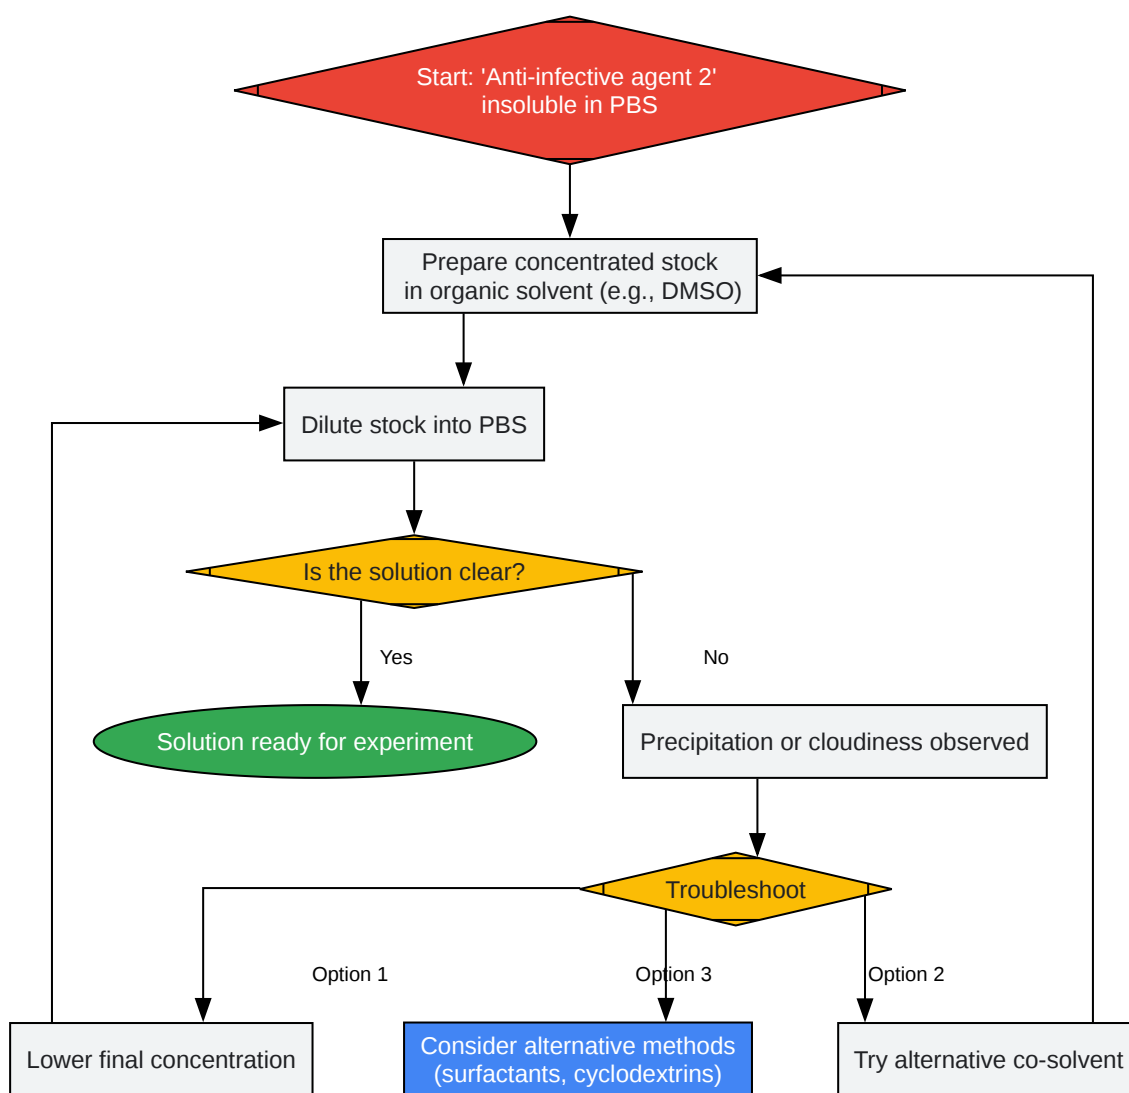 Start: 'Anti-infective agent 2'
insoluble in PBS
Prepare concentrated stock
in organic solvent (e.g., DMSO)
Dilute stock into PBS
Is the solution clear?
Yes
No
Solution ready for experiment
Precipitation or cloudiness observed
Troubleshoot
Option 1
Option 3
Option 2
Lower final concentration
Consider alternative methods
(surfactants, cyclodextrins)
Try alternative co-solvent